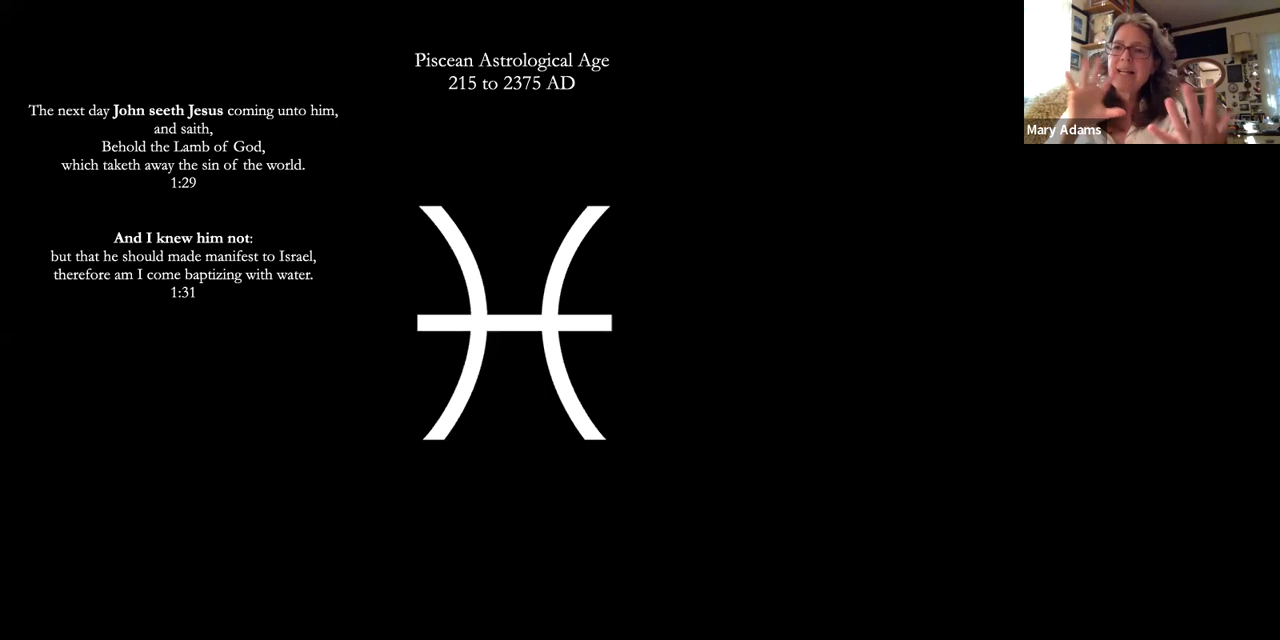 Piscean Astrological Age
215 to 2375 AD
The next day John seeth Jesus coming unto him,
and saith,
Behold the Lamb of God,
which taketh away the sin of the world.
1:29
And I knew him not:
but that he should made manifest to Israel,
therefore am I come baptizing with water.
1:31
Mary Adams